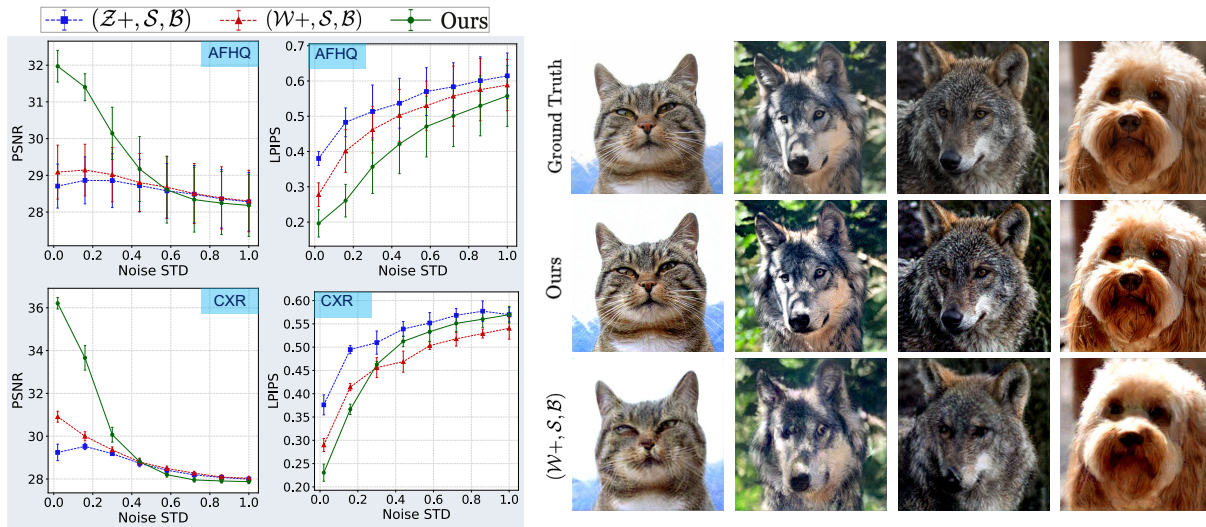 (Z+, S, B) (W+, S, B) Ours
AFHQ
PSNR
32
31
30
29
28
0.0 0.2 0.4 0.6 0.8 1.0
Noise STD
AFHQ
LPIPS
0.7
0.6
0.5
0.4
0.3
0.2
0.0 0.2 0.4 0.6 0.8 1.0
Noise STD
CXR
PSNR
36
34
32
30
28
0.0 0.2 0.4 0.6 0.8 1.0
Noise STD
CXR
LPIPS
0.60
0.55
0.50
0.45
0.40
0.35
0.30
0.25
0.20
0.0 0.2 0.4 0.6 0.8 1.0
Noise STD
Ground Truth
Ours
(W+, S, B)